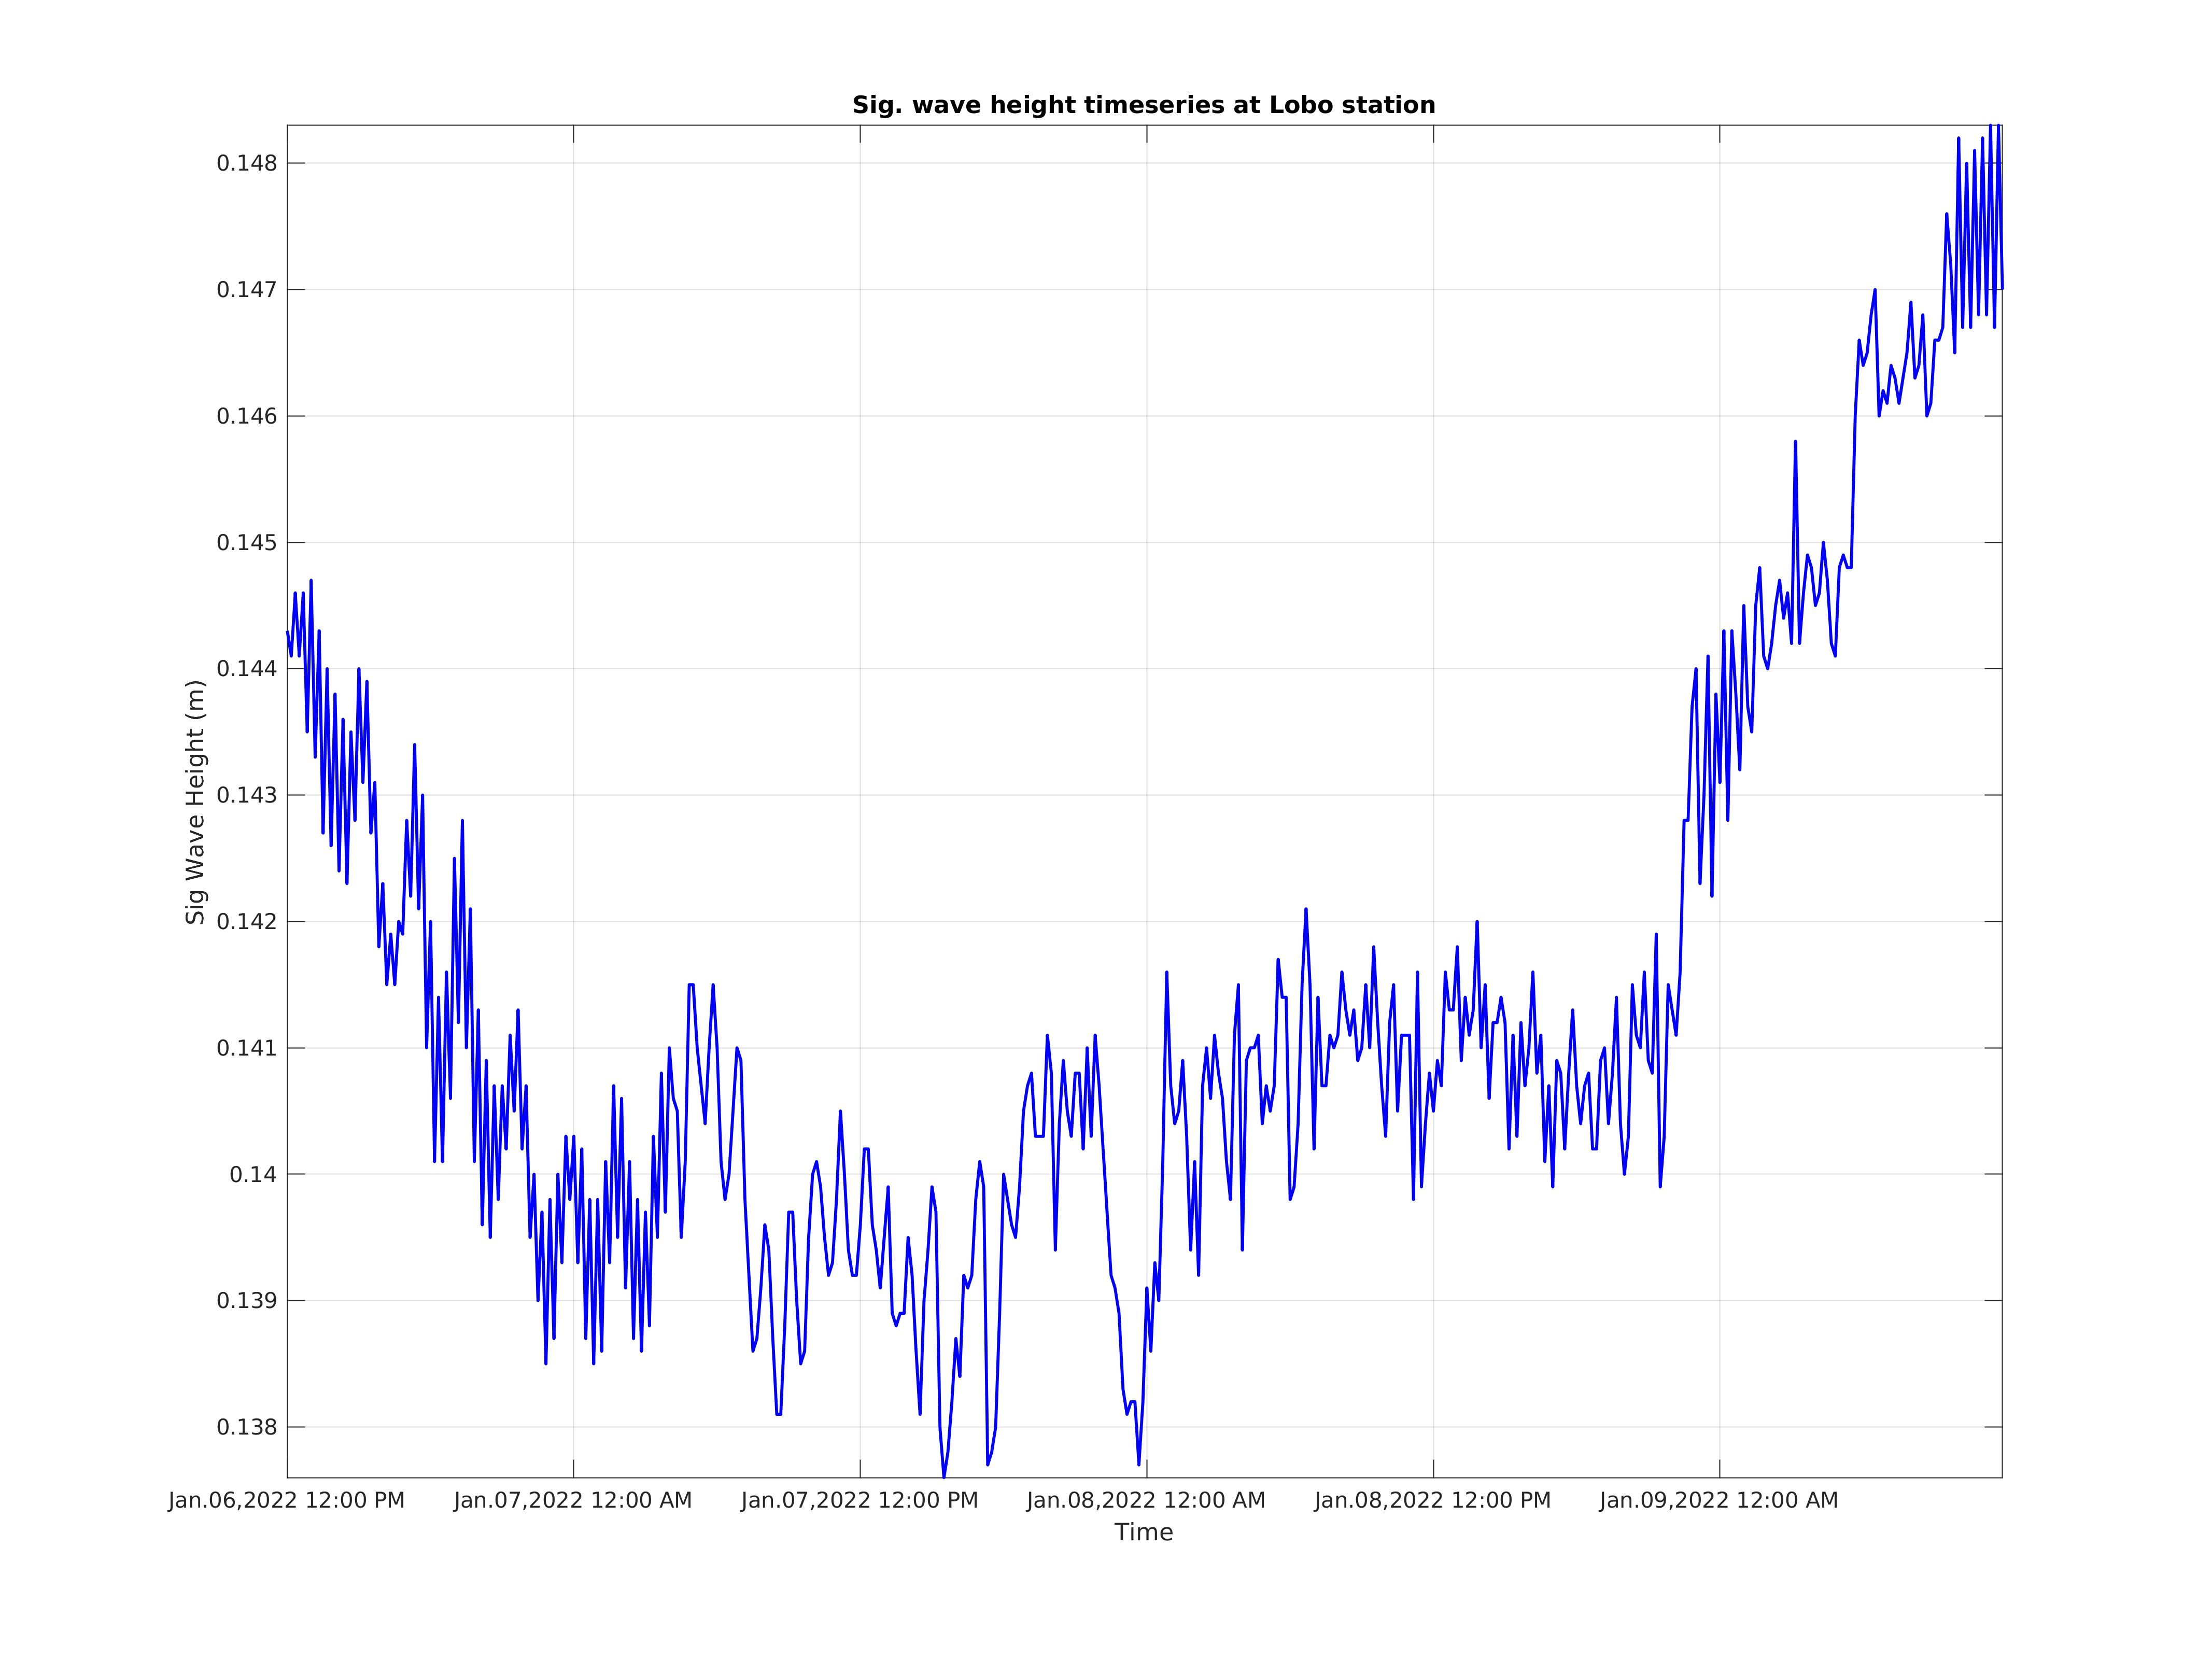 Sig. wave height timeseries at Lobo station
0.148
0.147
0.146
0.145
0.144
0.143
0.142
0.141
0.14
0.139
0.138
Sig Wave Height (m)
Jan.06,2022 12:00 PM Jan.07,2022 12:00 AM Jan.07,2022 12:00 PM Jan.08,2022 12:00 AM Jan.08,2022 12:00 PM Jan.09,2022 12:00 AM
Time